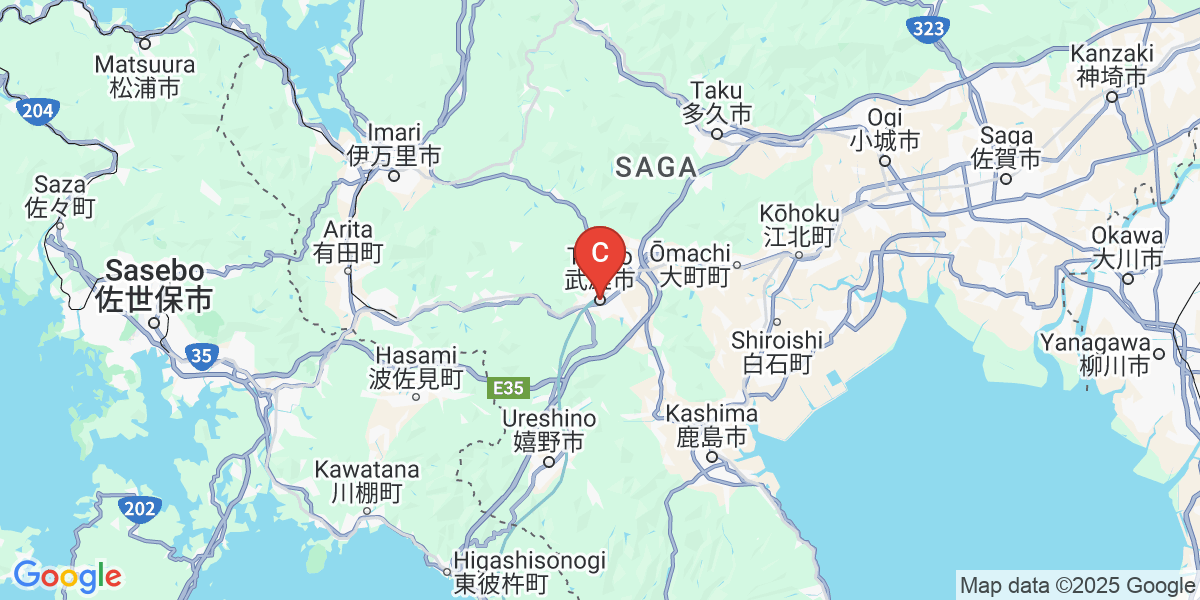 323
Kanzaki
神埼市
Matsuura
松浦市
204
Taku
多久市
Ogi
小城市
Imari
伊万里市
Saga
佐賀市
SAGA
Saza
佐々町
Arita
有田町
Kōhoku
江北町
Okawa
大川市
C
Ōmachi
大町町
Sasebo
佐世保市
35
Shiroishi
白石町
Yanagawa
柳川市
Hasami
波佐見町
E35
Ureshino
嬉野市
Kashima
鹿島市
Kawatana
川棚町
202
Higashisonogi
東彼杵町
Google
Map data ©2025 Google